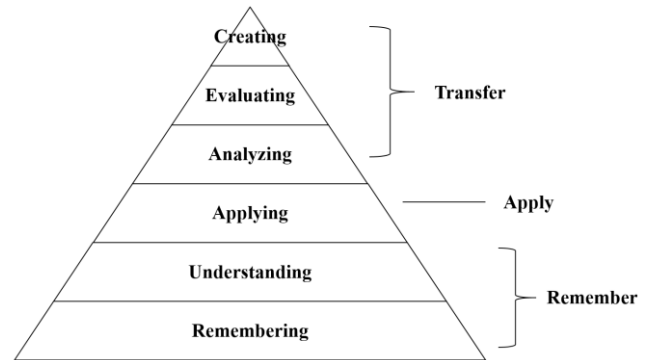 Creating
Evaluating
Transfer
Analyzing
Applying
Apply
Understanding
Remember
Remembering